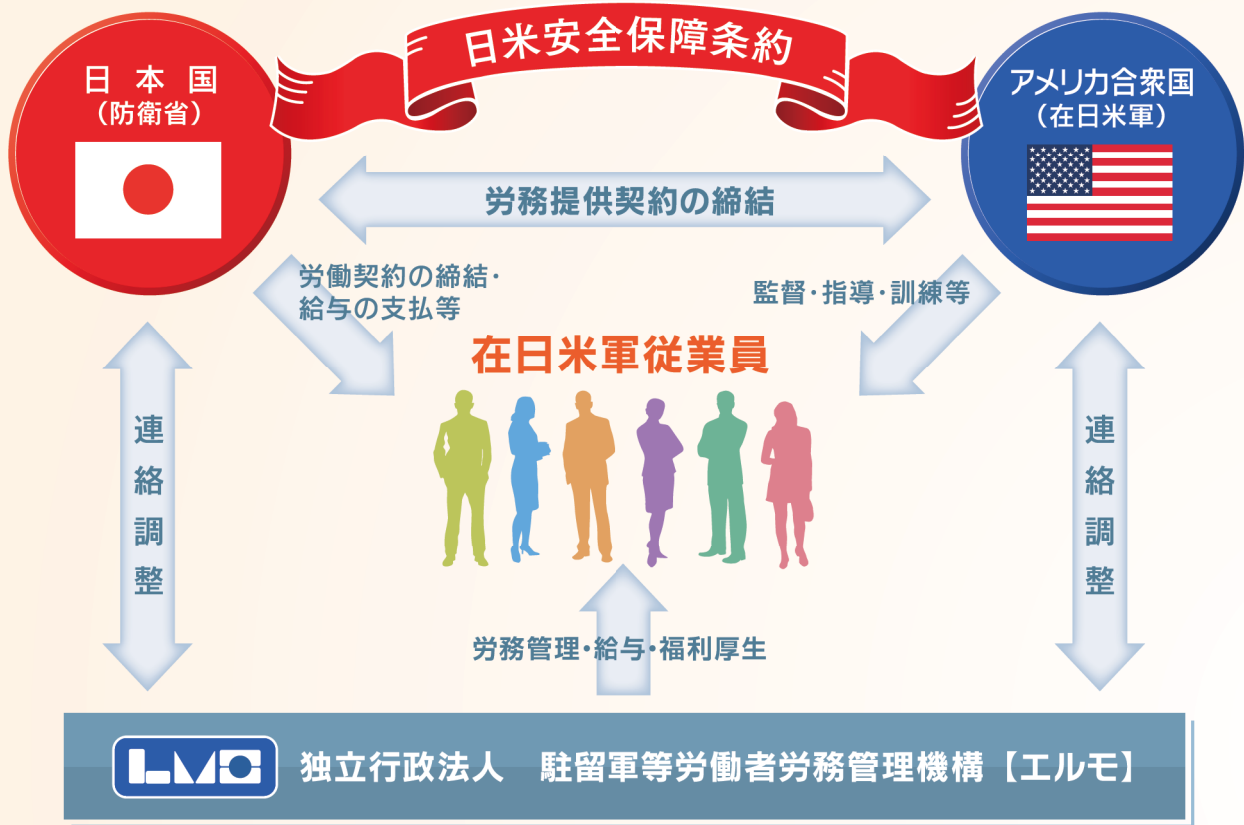 日米安全保障条約
日本国
（防衛省）
アメリカ合衆国
（在日米軍）
労務提供契約の締結
労働契約の締結・
給与の支払等
監督・指導・訓練等
在日米軍従業員
連絡調整
連絡調整
労務管理・給与・福利厚生
LMO 独立行政法人　駐留軍等労働者労務管理機構【エルモ】